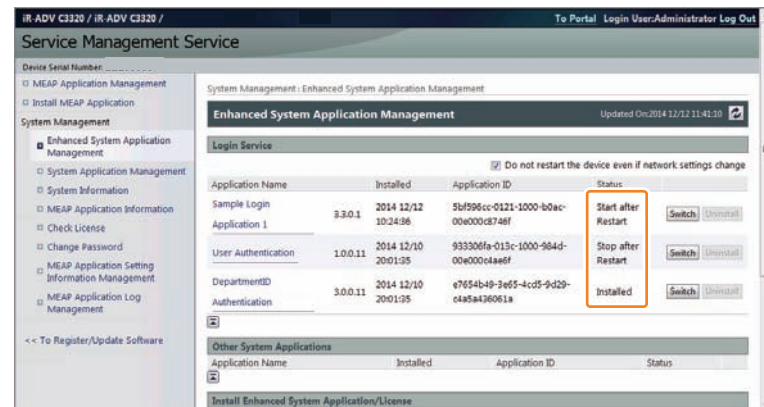 iR-ADV C3320 / iR-ADV C3320 /
To Portal Login User:Administrator Log Out
Service Management Service
Device Serial Number:
MEAP Application Management
Install MEAP Application
System Management
Enhanced System Application
Management
System Application Management
System Information
MEAP Application Information
Check License
Change Password
MEAP Application Setting
Information Management
MEAP Application Log
Management
<< To Register/Update Software
System Management : Enhanced System Application Management
Enhanced System Application Management
Updated On:2014 12/12 11:41:10
Login Service
Do not restart the device even if network settings change
Application Name Installed Application ID Status
Sample Login
Application 1
3.3.0.1
2014 12/12
10:24:36
5bf596cc-0121-1000-b0ac-
00e000c8746f
Start after
Restart
Switch Uninstall
User Authentication
1.0.0.11
2014 12/10
20:01:35
933306fa-013c-1000-984d-
00e000c4ae6f
Stop after
Restart
Switch Uninstall
DepartmentID
Authentication
3.0.0.11
2014 12/10
20:01:35
e7654b49-3e65-4cd5-9d29-
c4a5a436061a
Installed
Switch Uninstall
Other System Applications
Application Name Installed Application ID Status
Install Enhanced System Application/License